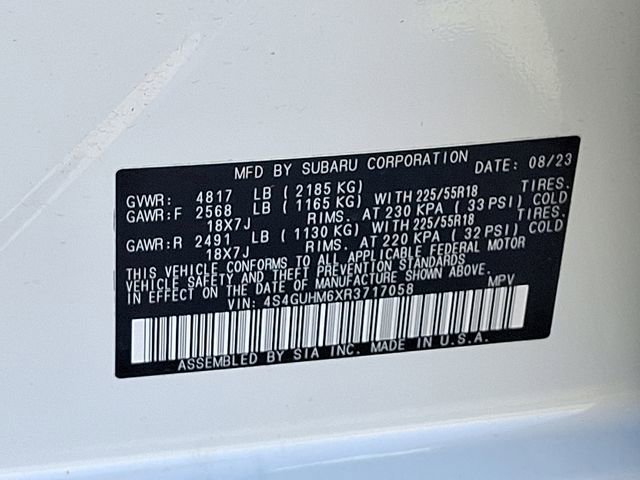 MFD BY SUBARU CORPORATION DATE: 08/23
GVWR: 4817 LB ( 2185 KG)
GAWR:F 2568 LB ( 1165 KG) WITH 225/55R18 TIRES.
18X7J RIMS. AT 230 KPA ( 33 PSI) COLD
GAWR:R 2491 LB ( 1130 KG) WITH 225/55R18 TIRES.
18X7J RIMS. AT 220 KPA ( 32 PSI) COLD
THIS VEHICLE CONFORMS TO ALL APPLICABLE FEDERAL MOTOR
VEHICLE SAFETY AND THEFT PREVENTION STANDARDS
IN EFFECT ON THE DATE OF MANUFACTURE SHOWN ABOVE.
VIN: 4S4GUHM6XR3717058 MPV
ASSEMBLED BY SIA INC. MADE IN U.S.A.